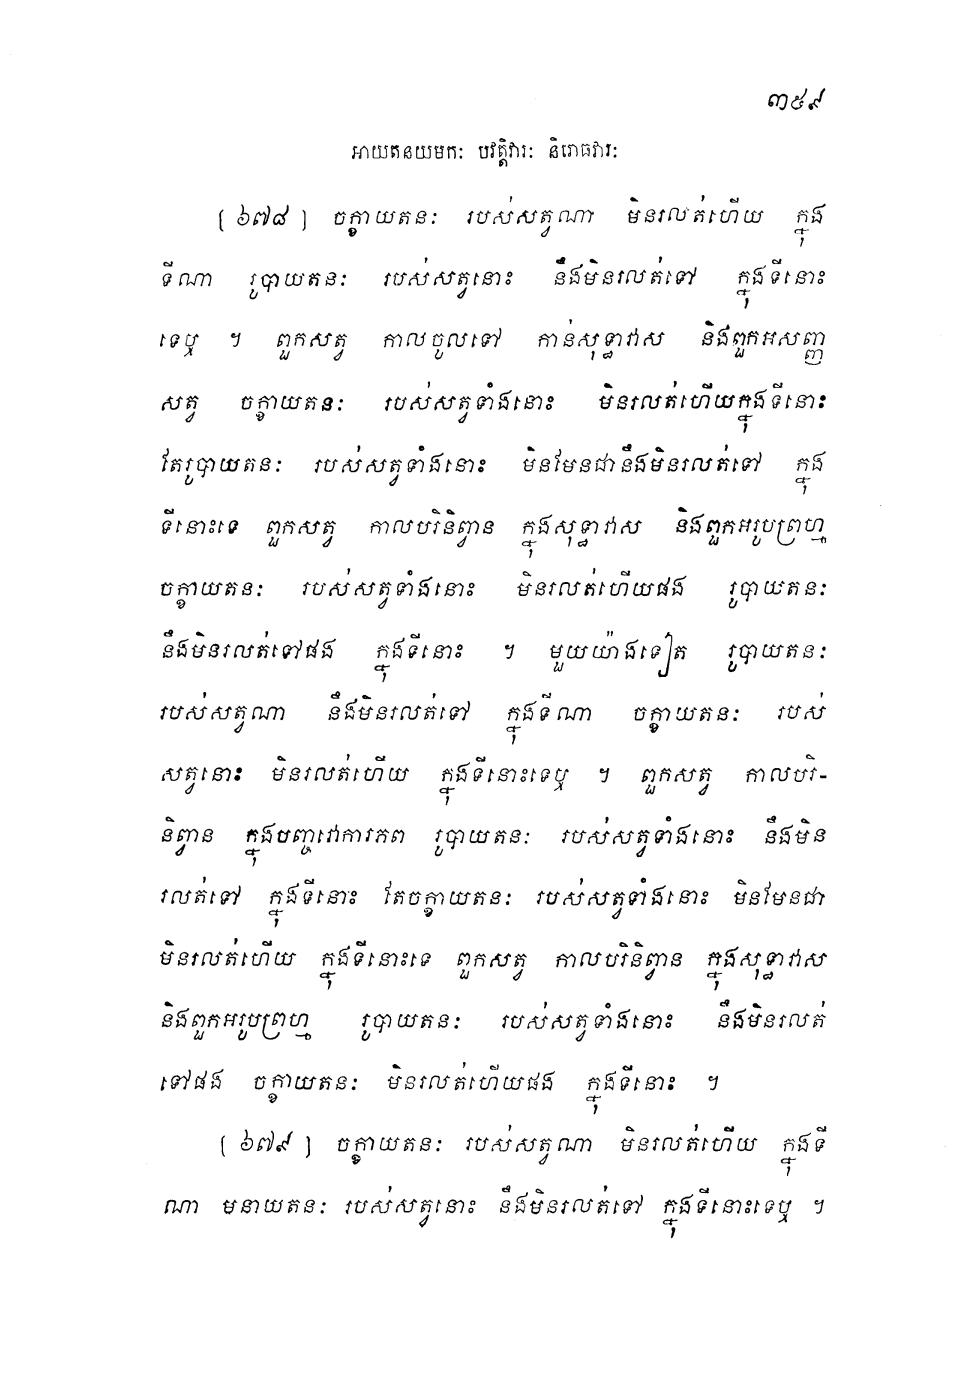 ៣៥៩
អាយតនយមកៈ បវត្តិវារៈ និរោធវារៈ
[ ៦៧៨ ] ចក្ខាយតនៈ របស់សត្វណា មិនរលត់ហើយ ក្នុង
ទីណា រូបាយតនៈ របស់សត្វនោះ នឹងមិនរលត់ទៅ ក្នុងទីនោះ
ទេឬ ។ ពួកសត្វ កាលចូលទៅ កាន់សុទ្ធាវាស និងពួកអសញ្ញ
សត្វ ចក្ខាយតនៈ របស់សត្វទាំងនោះ មិនរលត់ហើយក្នុងទីនោះ
តែរូបាយតនៈ របស់សត្វទាំងនោះ មិនមែនជានឹងមិនរលត់ទៅ ក្នុង
ទីនោះទេ ពួកសត្វ កាលបរិនិព្វាន ក្នុងសុទ្ធាវាស និងពួកអរូបព្រហ្ម
ចក្ខាយតនៈ របស់សត្វទាំងនោះ មិនរលត់ហើយផង រូបាយតនៈ
នឹងមិនរលត់ទៅផង ក្នុងទីនោះ ។ មួយយ៉ាងទៀត រូបាយតនៈ
របស់សត្វណា នឹងមិនរលត់ទៅ ក្នុងទីណា ចក្ខាយតនៈ របស់
សត្វនោះ មិនរលត់ហើយ ក្នុងទីនោះទេឬ ។ ពួកសត្វ កាលបរិ-
និព្វាន ក្នុងបញ្ចវោការភព រូបាយតនៈ របស់សត្វទាំងនោះ នឹងមិន
រលត់ទៅ ក្នុងទីនោះ តែចក្ខាយតនៈ របស់សត្វទាំងនោះ មិនមែនជា
មិនរលត់ហើយ ក្នុងទីនោះទេ ពួកសត្វ កាលបរិនិព្វាន ក្នុងសុទ្ធាវាស
និងពួកអរូបព្រហ្ម រូបាយតនៈ របស់សត្វទាំងនោះ នឹងមិនរលត់
ទៅផង ចក្ខាយតនៈ មិនរលត់ហើយផង ក្នុងទីនោះ ។
[ ៦៧៩ ] ចក្ខាយតនៈ របស់សត្វណា មិនរលត់ហើយ ក្នុងទី
ណា មនាយតនៈ របស់សត្វនោះ នឹងមិនរលត់ទៅ ក្នុងទីនោះទេឬ ។